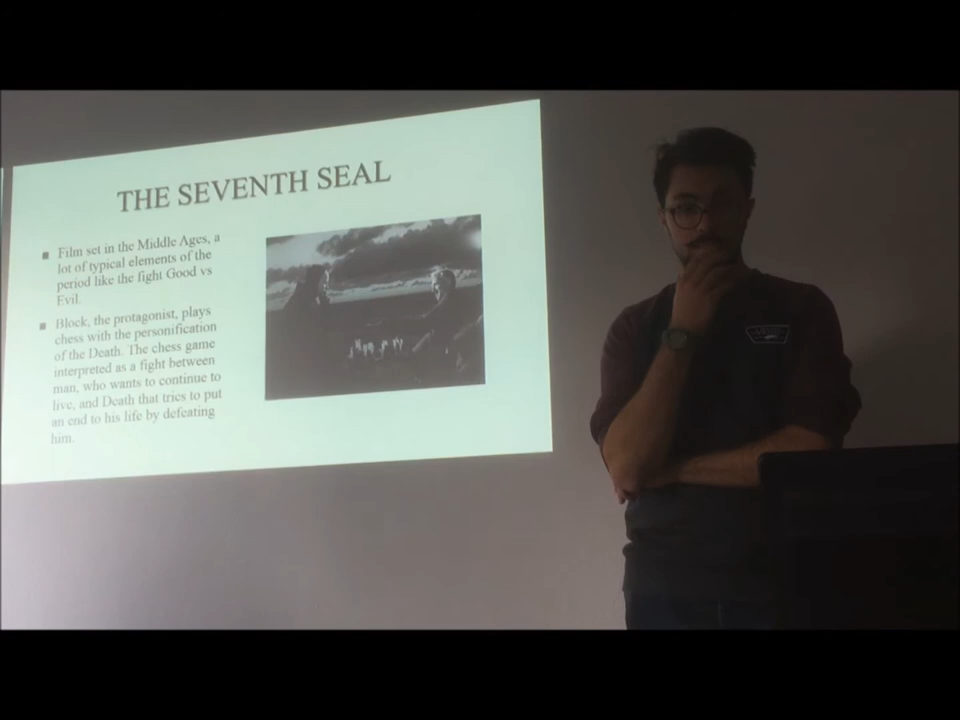 THE SEVENTH SEAL
■ Film set in the Middle Ages, a
lot of typical elements of the
period like the fight Good vs
Evil.
■ Block, the protagonist, plays
chess with the personification
of the Death. The chess game
interpreted as a fight between
man, who wants to continue to
live, and Death that tries to put
an end to his life by defeating
him.